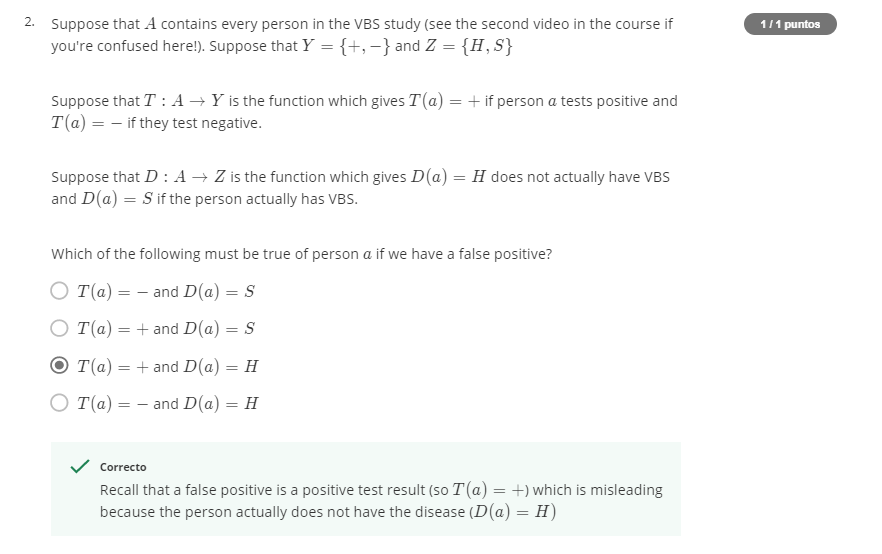 2. Suppose that A contains every person in the VBS study (see the second video in the course if
1 / 1 puntos
you're confused here!). Suppose that Y = {+, −} and Z = {H, S}
Suppose that T : A → Y is the function which gives T(a) = + if person a tests positive and
T(a) = − if they test negative.
Suppose that D : A → Z is the function which gives D(a) = H does not actually have VBS
and D(a) = S if the person actually has VBS.
Which of the following must be true of person a if we have a false positive?
T(a) = − and D(a) = S
T(a) = + and D(a) = S
T(a) = + and D(a) = H
T(a) = − and D(a) = H
Correcto
Recall that a false positive is a positive test result (so T(a) = +) which is misleading
because the person actually does not have the disease (D(a) = H)